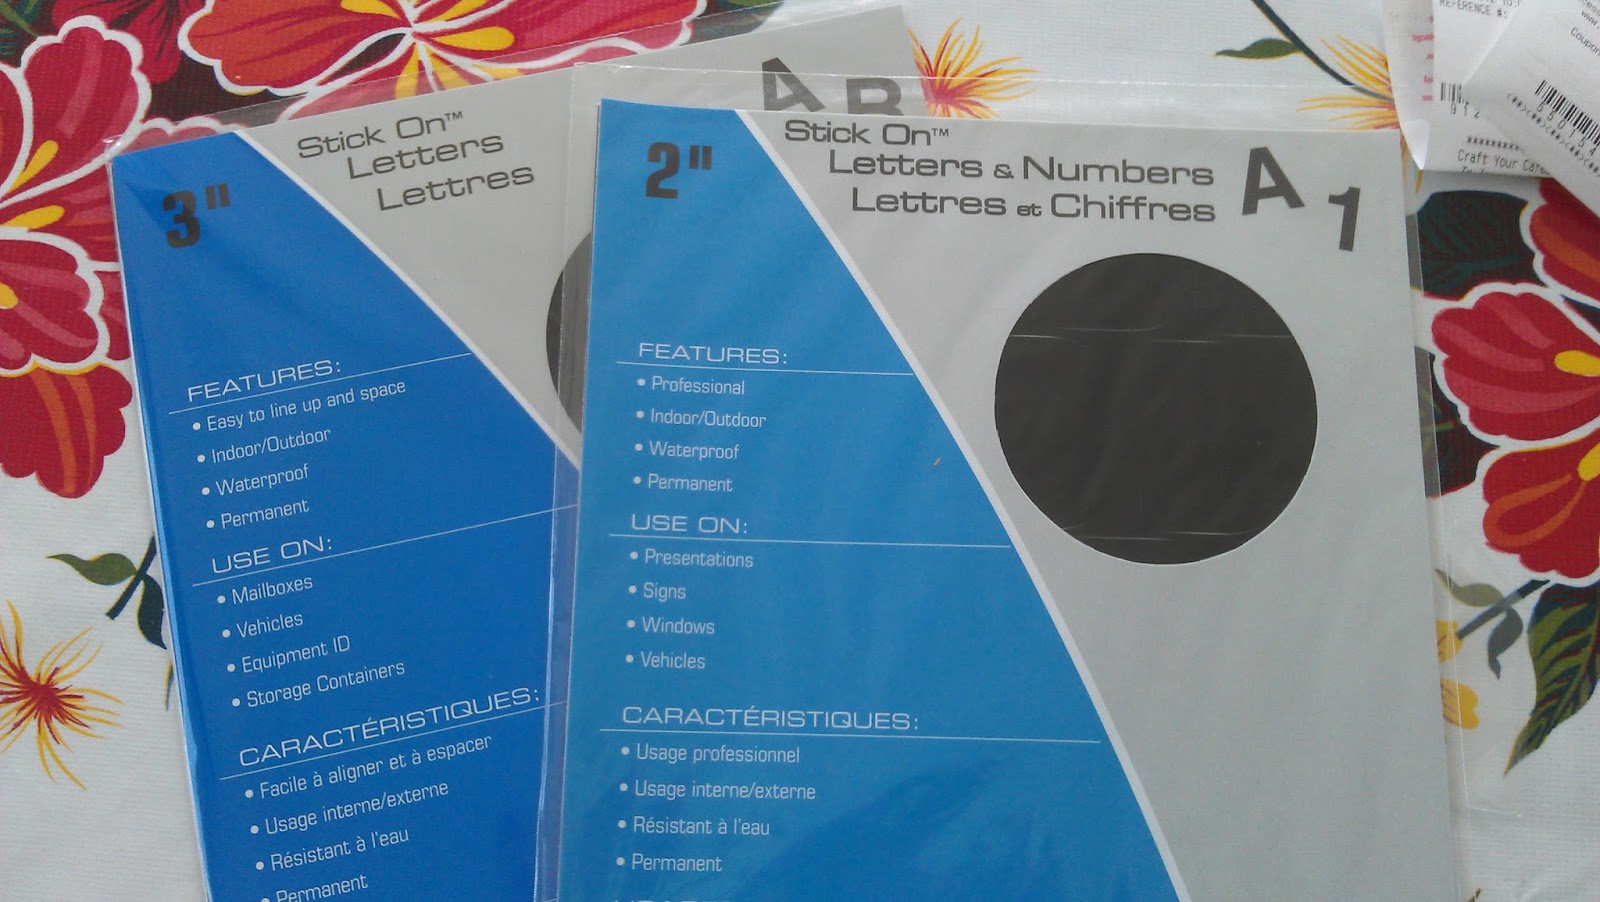 3"
Stick On™
Letters
Lettres
A B
FEATURES:
• Easy to line up and space
• Indoor/Outdoor
• Waterproof
• Permanent
USE ON:
• Mailboxes
• Vehicles
• Equipment ID
• Storage Containers
CARACTÉRISTIQUES:
• Facile à aligner et à espacer
• Usage interne/externe
• Résistant à l'eau
• Permanent
2"
Stick On™
Letters & Numbers
Lettres et Chiffres
A 1
FEATURES:
• Professional
• Indoor/Outdoor
• Waterproof
• Permanent
USE ON:
• Presentations
• Signs
• Windows
• Vehicles
CARACTÉRISTIQUES:
• Usage professionnel
• Usage interne/externe
• Résistant à l'eau
• Permanent
REFERENCE #:
Craft Your